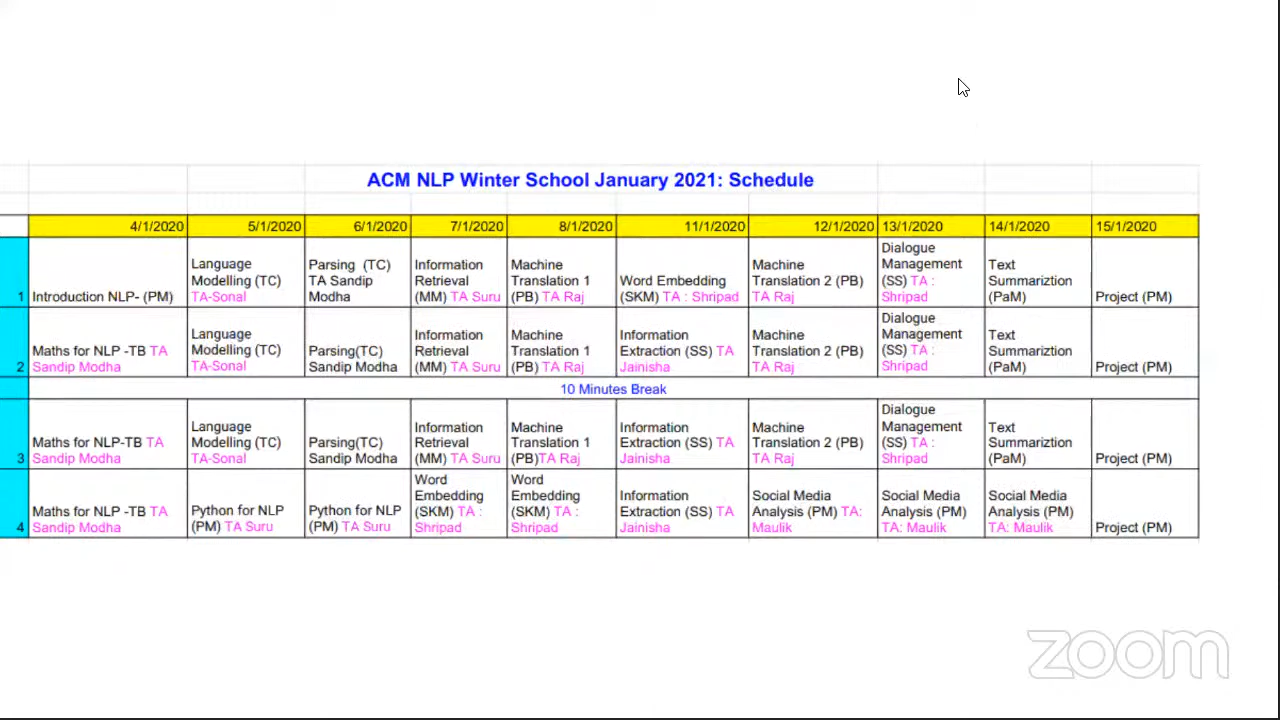 ACM NLP Winter School January 2021: Schedule
4/1/2020 5/1/2020 6/1/2020 7/1/2020 8/1/2020 11/1/2020 12/1/2020 13/1/2020 14/1/2020 15/1/2020
1
Introduction NLP- (PM)
Language
Modelling (TC)
TA-Sonal
Parsing (TC)
TA Sandip
Modha
Information
Retrieval
(MM) TA Suru
Machine
Translation 1
(PB) TA Raj
Word Embedding
(SKM) TA : Shripad
Machine
Translation 2 (PB)
TA Raj
Dialogue
Management
(SS) TA :
Shripad
Text
Summariztion
(PaM)
Project (PM)
2
Maths for NLP -TB TA
Sandip Modha
Language
Modelling (TC)
TA-Sonal
Parsing(TC)
Sandip Modha
Information
Retrieval
(MM) TA Suru
Machine
Translation 1
(PB) TA Raj
Information
Extraction (SS) TA
Jainisha
Machine
Translation 2 (PB)
TA Raj
Dialogue
Management
(SS) TA :
Shripad
Text
Summariztion
(PaM)
Project (PM)
10 Minutes Break
3
Maths for NLP-TB TA
Sandip Modha
Language
Modelling (TC)
TA-Sonal
Parsing(TC)
Sandip Modha
Information
Retrieval
(MM) TA Suru
Machine
Translation 1
(PB)TA Raj
Information
Extraction (SS) TA
Jainisha
Machine
Translation 2 (PB)
TA Raj
Dialogue
Management
(SS) TA :
Shripad
Text
Summariztion
(PaM)
Project (PM)
4
Maths for NLP -TB TA
Sandip Modha
Python for NLP
(PM) TA Suru
Python for NLP
(PM) TA Suru
Word
Embedding
(SKM) TA :
Shripad
Word
Embedding
(SKM) TA :
Shripad
Information
Extraction (SS) TA
Jainisha
Social Media
Analysis (PM) TA:
Maulik
Social Media
Analysis (PM)
TA: Maulik
Social Media
Analysis (PM)
TA: Maulik
Project (PM)
zoom